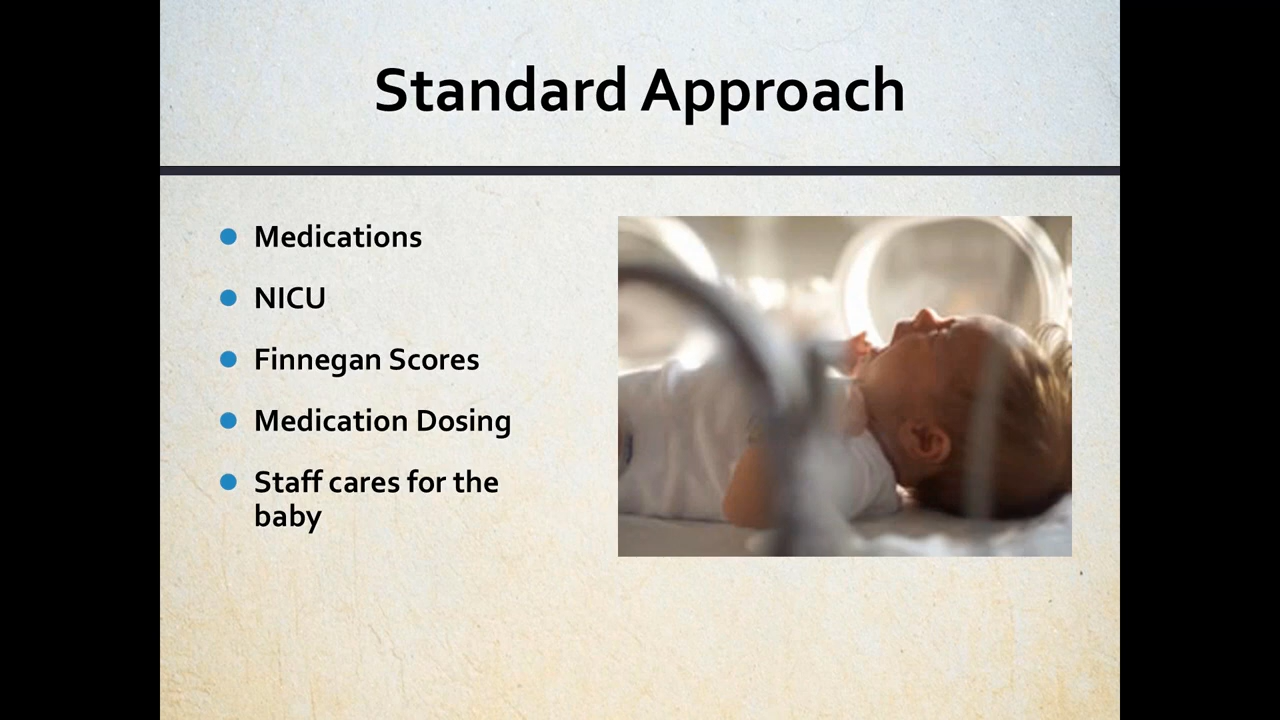 Standard Approach
Medications
NICU
Finnegan Scores
Medication Dosing
Staff cares for the
baby